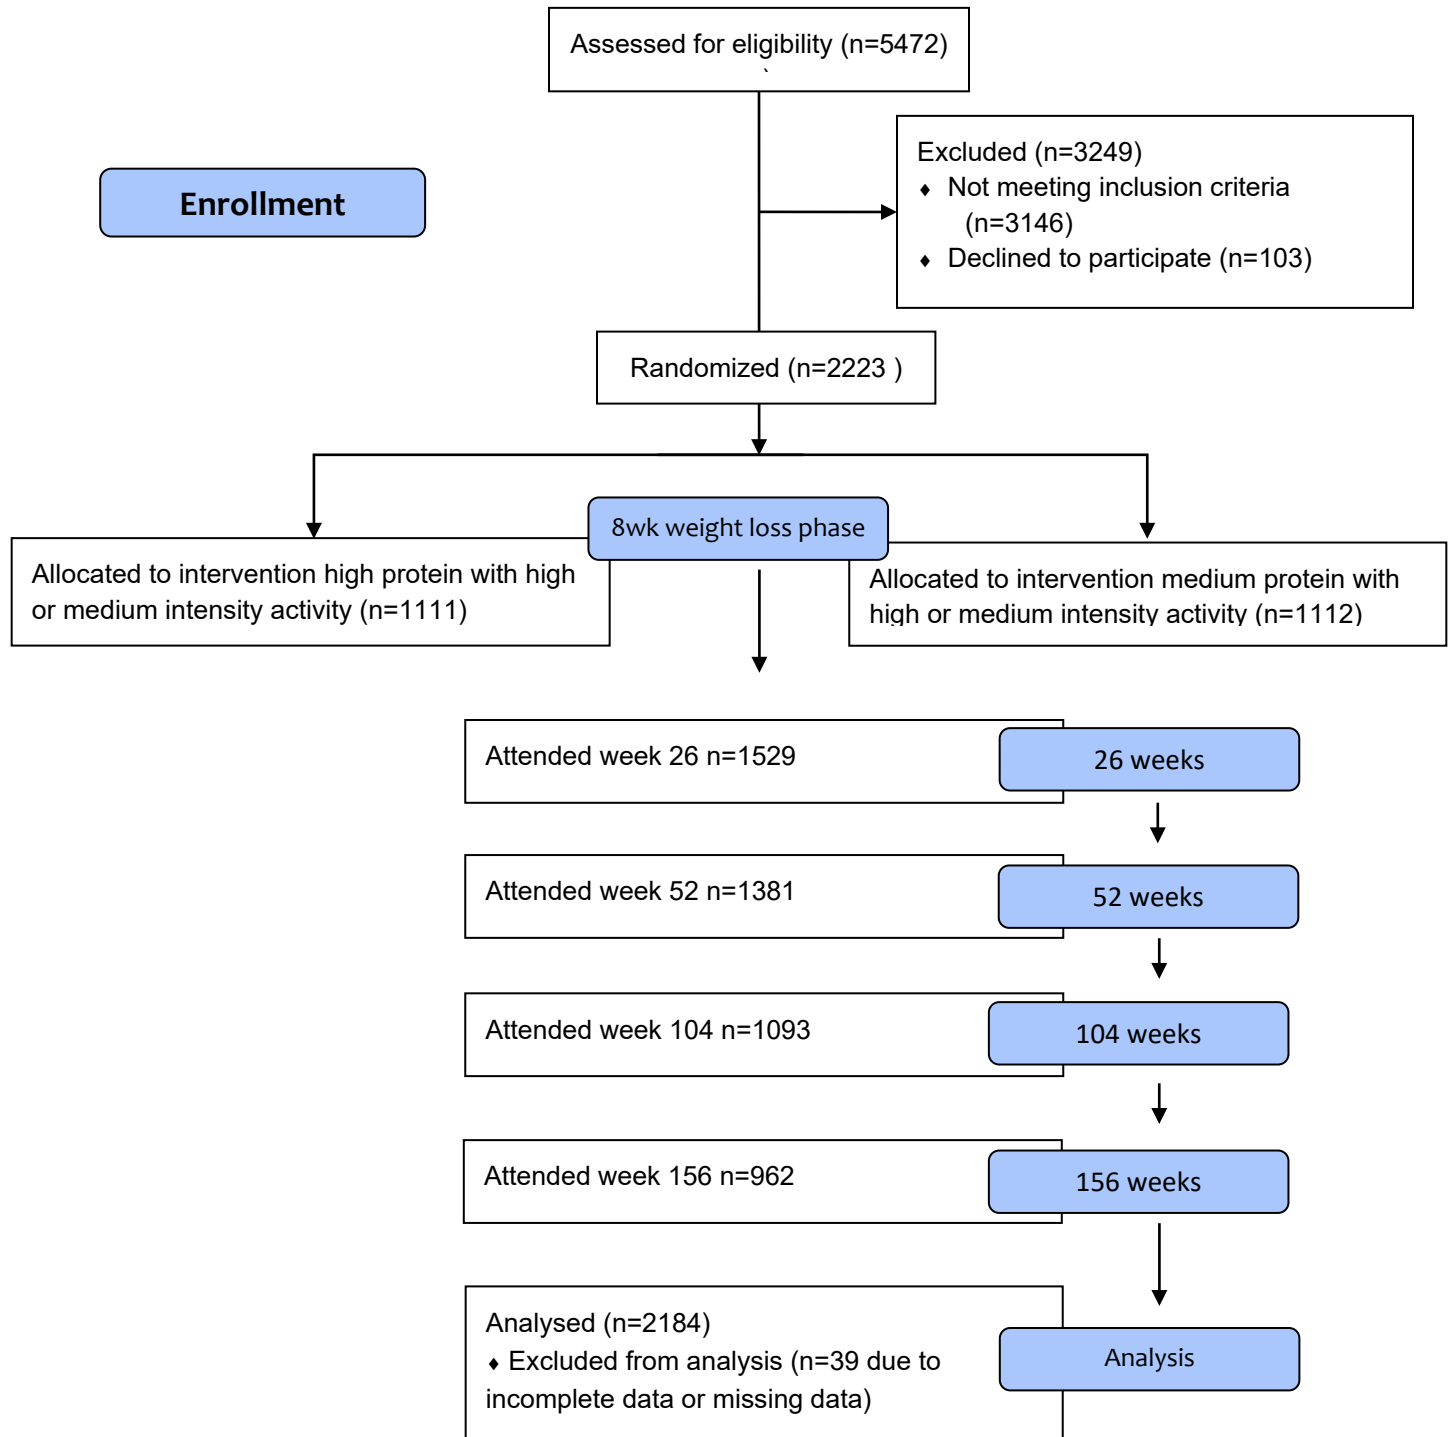 Assessed for eligibility (n=5472)
Excluded (n=3249)
♦ Not meeting inclusion criteria
(n=3146)
♦ Declined to participate (n=103)
Enrollment
Randomized (n=2223 )
8wk weight loss phase
Allocated to intervention high protein with high
or medium intensity activity (n=1111)
Allocated to intervention medium protein with
high or medium intensity activity (n=1112)
Attended week 26 n=1529
26 weeks
Attended week 52 n=1381
52 weeks
Attended week 104 n=1093
104 weeks
Attended week 156 n=962
156 weeks
Analysed (n=2184)
♦ Excluded from analysis (n=39 due to
incomplete data or missing data)
Analysis